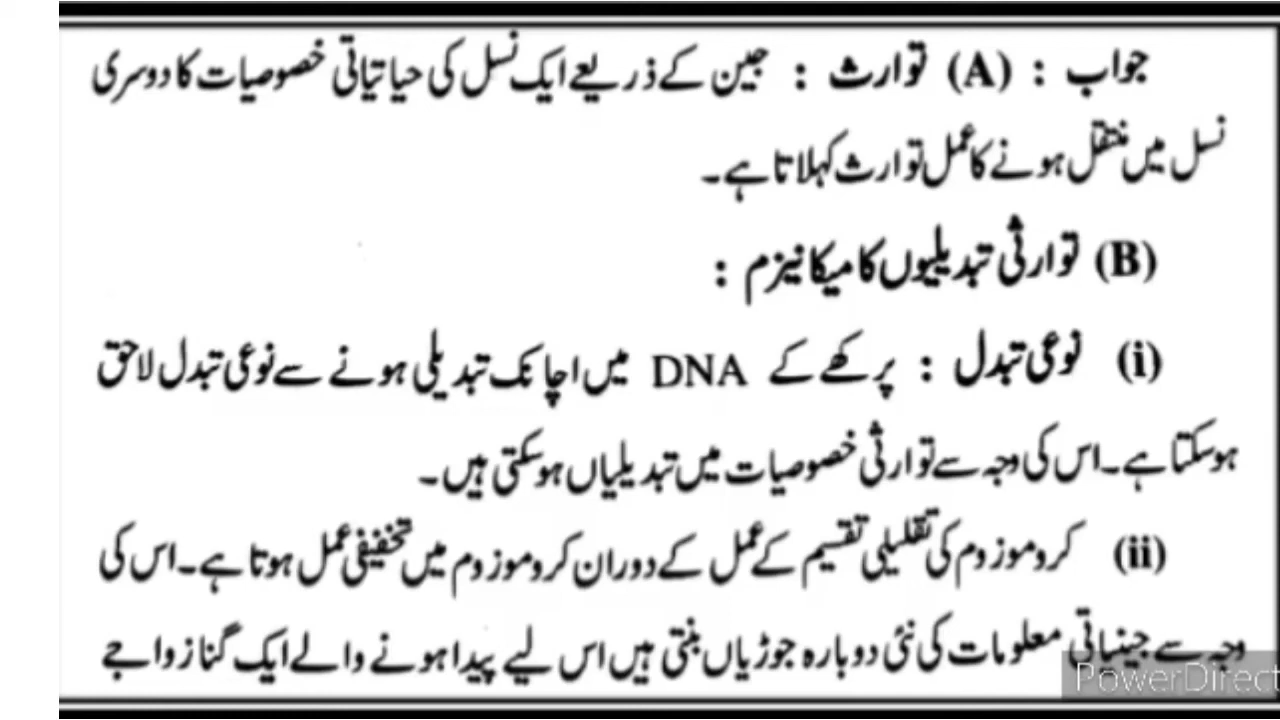 جواب : (A) توارث : جین کے ذریعے ایک نسل کی حیاتیاتی خصوصیات کا دوسری
نسل میں منتقل ہونے کا عمل توارث کہلاتا ہے۔
(B) توارثی تبدیلیوں کا میکانیزم :
(i) نوعی تبدل : پرکھے کے DNA میں اچانک تبدیلی ہونے سے نوعی تبدل لاحق
ہوسکتا ہے۔ اس کی وجہ سے توارثی خصوصیات میں تبدیلیاں ہوسکتی ہیں۔
(ii) کروموزوم کی تقلیلی تقسیم کے عمل کے دوران کروموزوم میں تخفیفی عمل ہوتا ہے۔ اس کی
وجہ سے جینیاتی معلومات کی نئی دوبارہ جوڑیاں بنتی ہیں اس لیے پیدا ہونے والے ایک گنا زواجے
PowerDirect